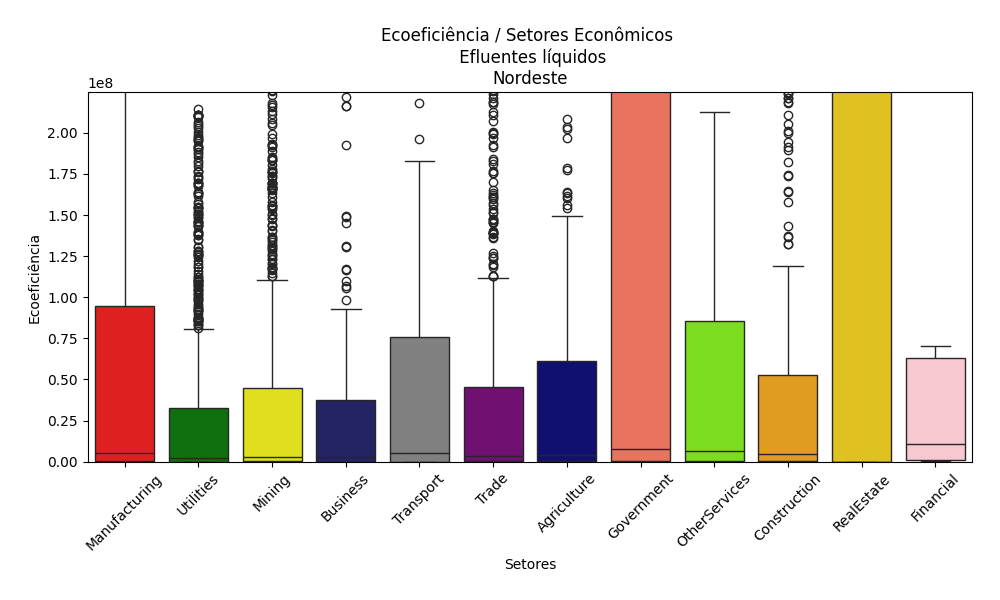 Ecoeficiência / Setores Econômicos
Efluentes líquidos
Nordeste
1e8
2.00
1.75
1.50
1.25
1.00
0.75
0.50
0.25
0.00
Ecoeficiência
Manufacturing
Utilities
Mining
Business
Transport
Trade
Agriculture
Government
OtherServices
Construction
RealEstate
Financial
Setores